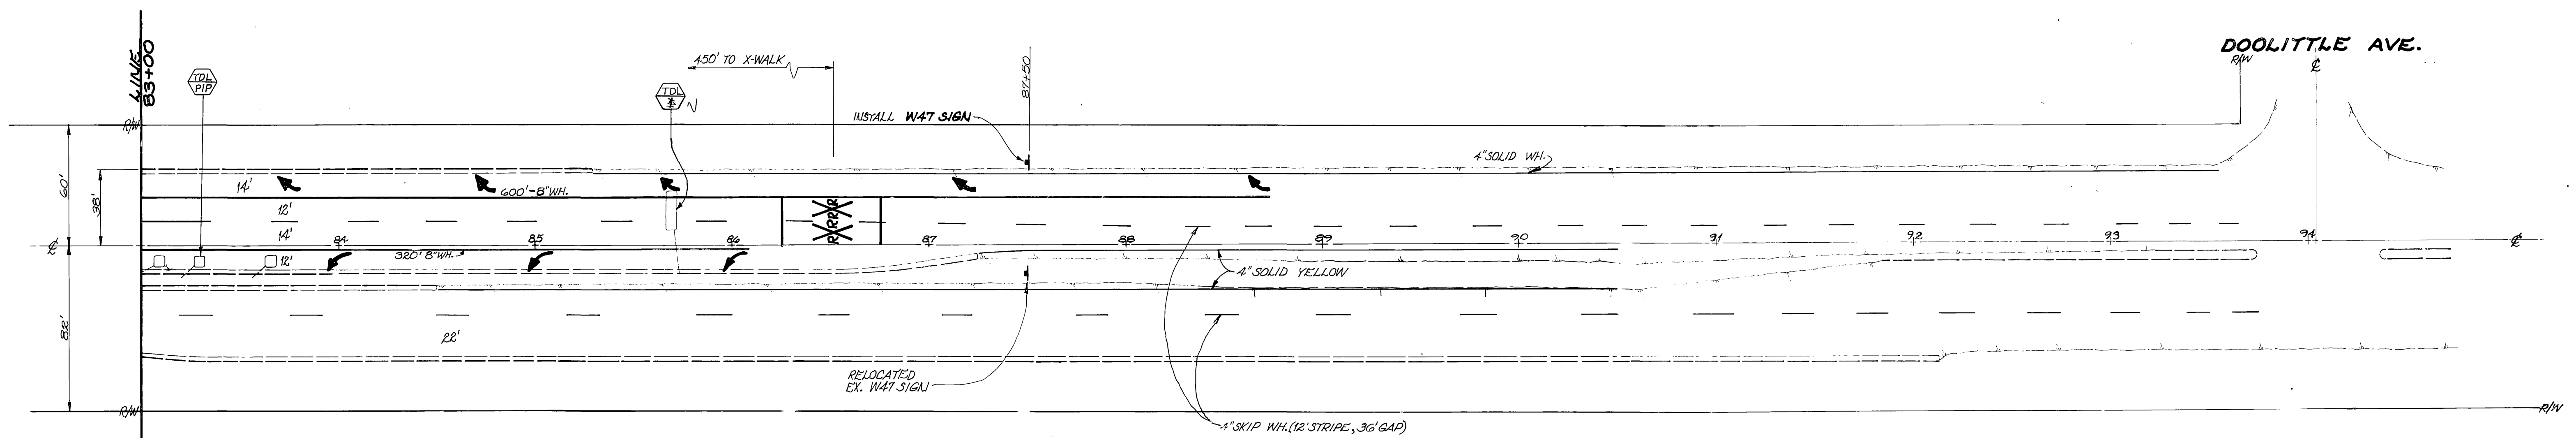 DOOLITTLE AVE.
R/W
℄
LINE
83+00
TDL
PIP
450' TO X-WALK
TDL
87+50
INSTALL W47 SIGN
R/W
60'
38'
4" SOLID WH.
14'
600'-8" WH.
12'
14'
R R R R
℄
84
85
86
87
88
89
90
91
92
93
94
℄
12'
320' 8" WH.
4" SOLID YELLOW
82'
22'
RELOCATED
EX. W47 SIGN
R/W
4" SKIP WH. (12' STRIPE, 36' GAP)
R/W